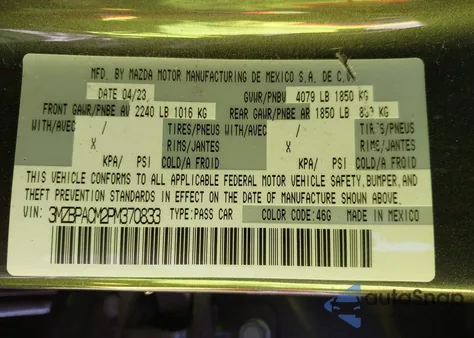 MFD. BY MAZDA MOTOR MANUFACTURING DE MEXICO S.A. DE C.V.
DATE 04/23 GVWR/PNBV 4079 LB 1850 KG
FRONT GAWR/PNBE AV 2240 LB 1016 KG REAR GAWR/PNBE AR 1850 LB KG
WITH/AVEC / TIRES/PNEUS WITH/AVEC / TIRES/PNEUS
X RIMS/JANTES X RIMS/JANTES
KPA/ PSI COLD/A FROID KPA/ PSI COLD/A FROID
THIS VEHICLE CONFORMS TO ALL APPLICABLE FEDERAL MOTOR VEHICLE SAFETY, BUMPER, AND
THEFT PREVENTION STANDARDS IN EFFECT ON THE DATE OF MANUFACTURE SHOWN ABOVE.
VIN: 3MZBPACM2PM370833 TYPE: PASS CAR COLOR CODE: 46G MADE IN MEXICO
autoSnap